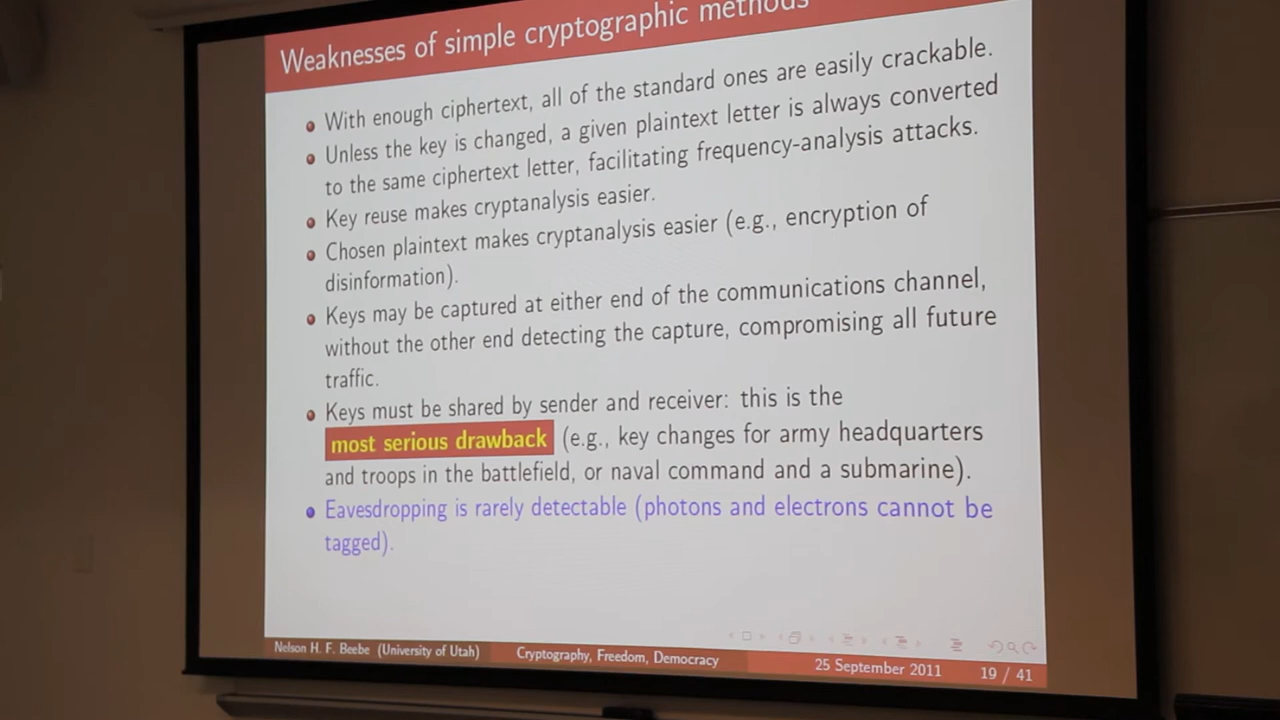 Weaknesses of simple cryptographic methods
With enough ciphertext, all of the standard ones are easily crackable.
Unless the key is changed, a given plaintext letter is always converted
to the same ciphertext letter, facilitating frequency-analysis attacks.
Key reuse makes cryptanalysis easier.
Chosen plaintext makes cryptanalysis easier (e.g., encryption of
disinformation).
Keys may be captured at either end of the communications channel,
without the other end detecting the capture, compromising all future
traffic.
Keys must be shared by sender and receiver: this is the
most serious drawback (e.g., key changes for army headquarters
and troops in the battlefield, or naval command and a submarine).
Eavesdropping is rarely detectable (photons and electrons cannot be
tagged).
Nelson H. F. Beebe (University of Utah) Cryptography, Freedom, Democracy 25 September 2011 19 / 41